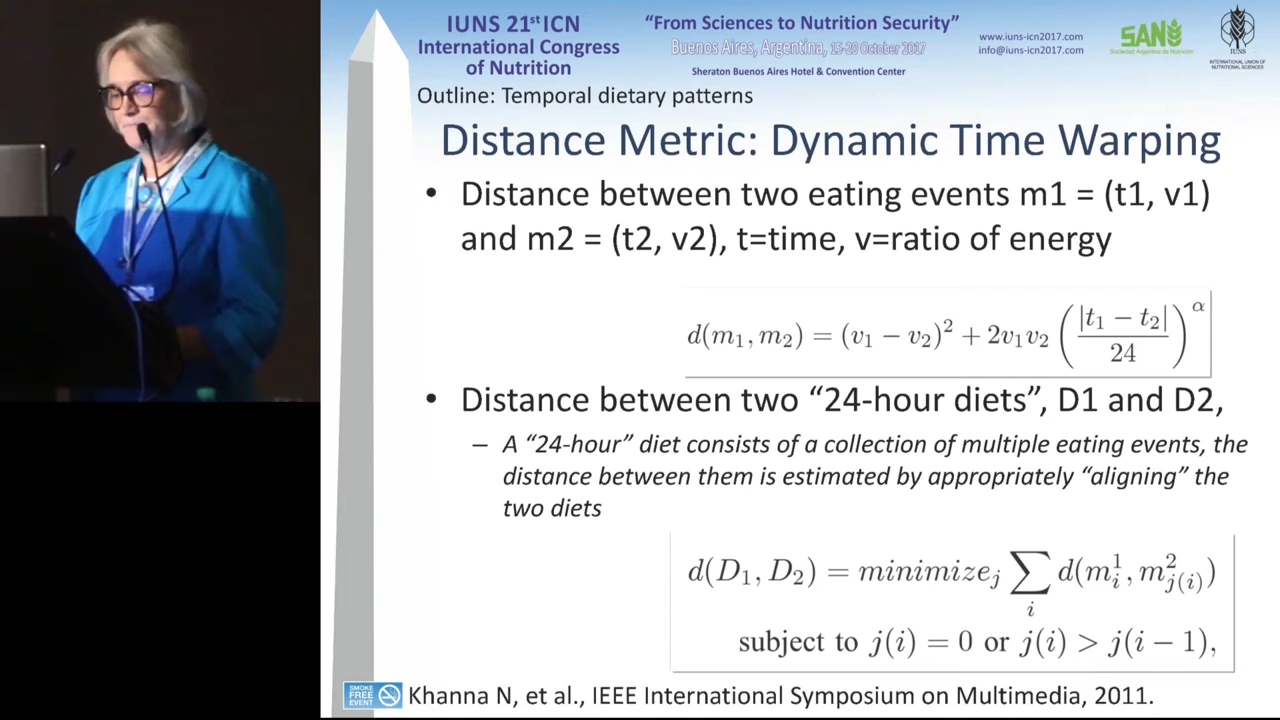 IUNS 21st ICN
International Congress
of Nutrition
“From Sciences to Nutrition Security”
Buenos Aires, Argentina, 15-20 October 2017
Sheraton Buenos Aires Hotel & Convention Center
www.iuns-icn2017.com
info@iuns-icn2017.com
SAN
Sociedad Argentina de Nutrición
IUNS
INTERNATIONAL UNION OF
NUTRITIONAL SCIENCES
Outline: Temporal dietary patterns
Distance Metric: Dynamic Time Warping
• Distance between two eating events m1 = (t1, v1)
and m2 = (t2, v2), t=time, v=ratio of energy
d(m₁, m₂) = (v₁ − v₂)² + 2v₁v₂ (|t₁ − t₂| / 24)^α
• Distance between two “24-hour diets”, D1 and D2,
– A “24-hour” diet consists of a collection of multiple eating events, the
distance between them is estimated by appropriately “aligning” the
two diets
d(D₁, D₂) = minimizeⱼ ∑ᵢ d(m¹ᵢ, m²ⱼ₍ᵢ₎)
subject to j(i) = 0 or j(i) > j(i − 1),
SMOKE
FREE
EVENT
Khanna N, et al., IEEE International Symposium on Multimedia, 2011.